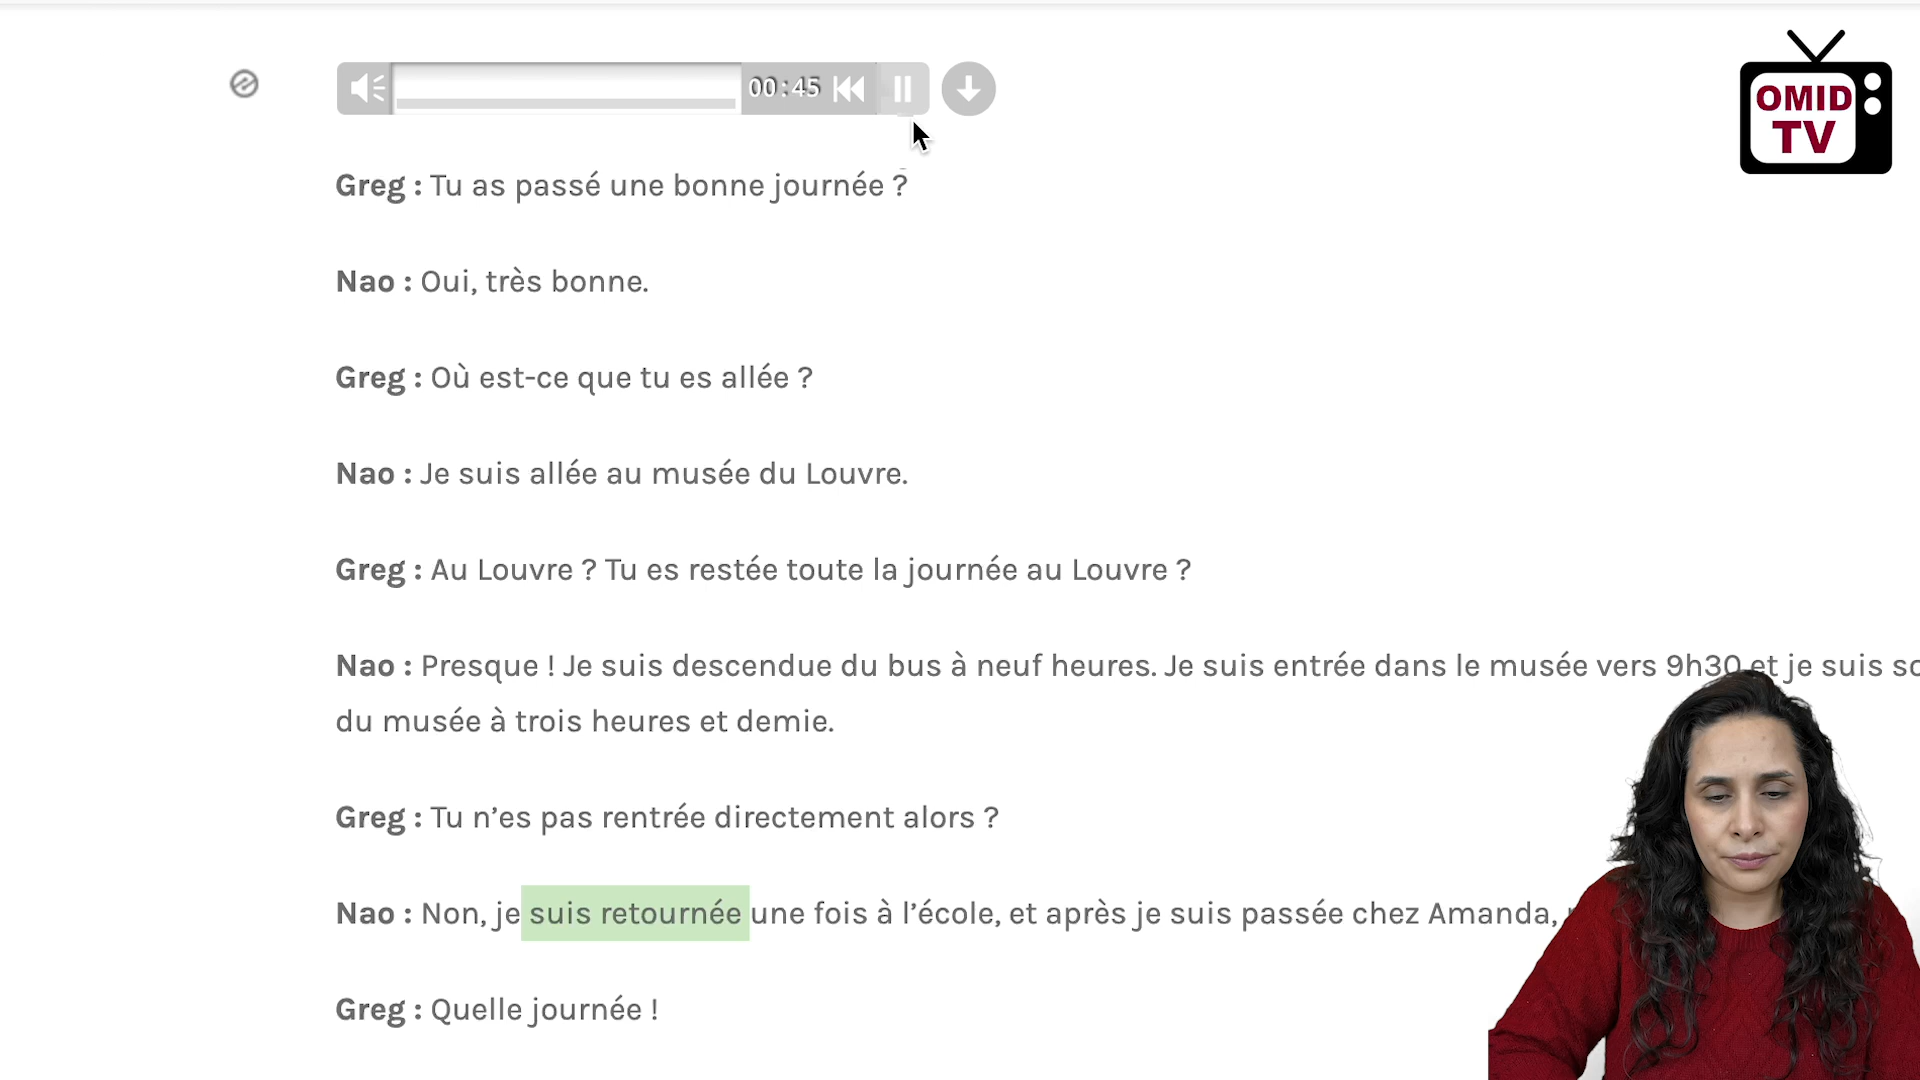 00:45
OMID
TV
Greg : Tu as passé une bonne journée ?
Nao : Oui, très bonne.
Greg : Où est-ce que tu es allée ?
Nao : Je suis allée au musée du Louvre.
Greg : Au Louvre ? Tu es restée toute la journée au Louvre ?
Nao : Presque ! Je suis descendue du bus à neuf heures. Je suis entrée dans le musée vers 9h30 et je suis
du musée à trois heures et demie.
Greg : Tu n’es pas rentrée directement alors ?
Nao : Non, je suis retournée une fois à l’école, et après je suis passée chez Amanda,
Greg : Quelle journée !